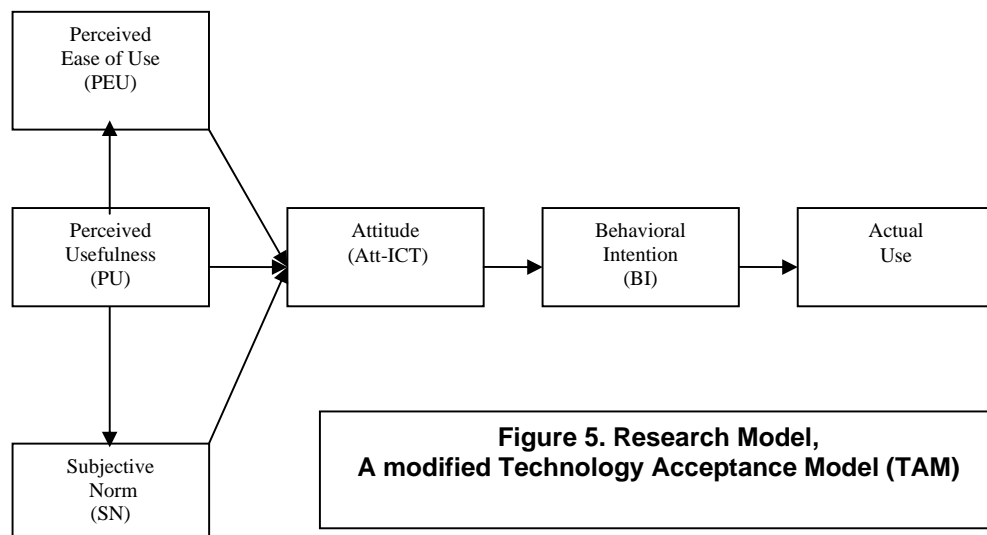 Perceived
Ease of Use
(PEU)
Perceived
Usefulness
(PU)
Attitude
(Att-ICT)
Behavioral
Intention
(BI)
Actual
Use
Subjective
Norm
(SN)
Figure 5. Research Model,
A modified Technology Acceptance Model (TAM)